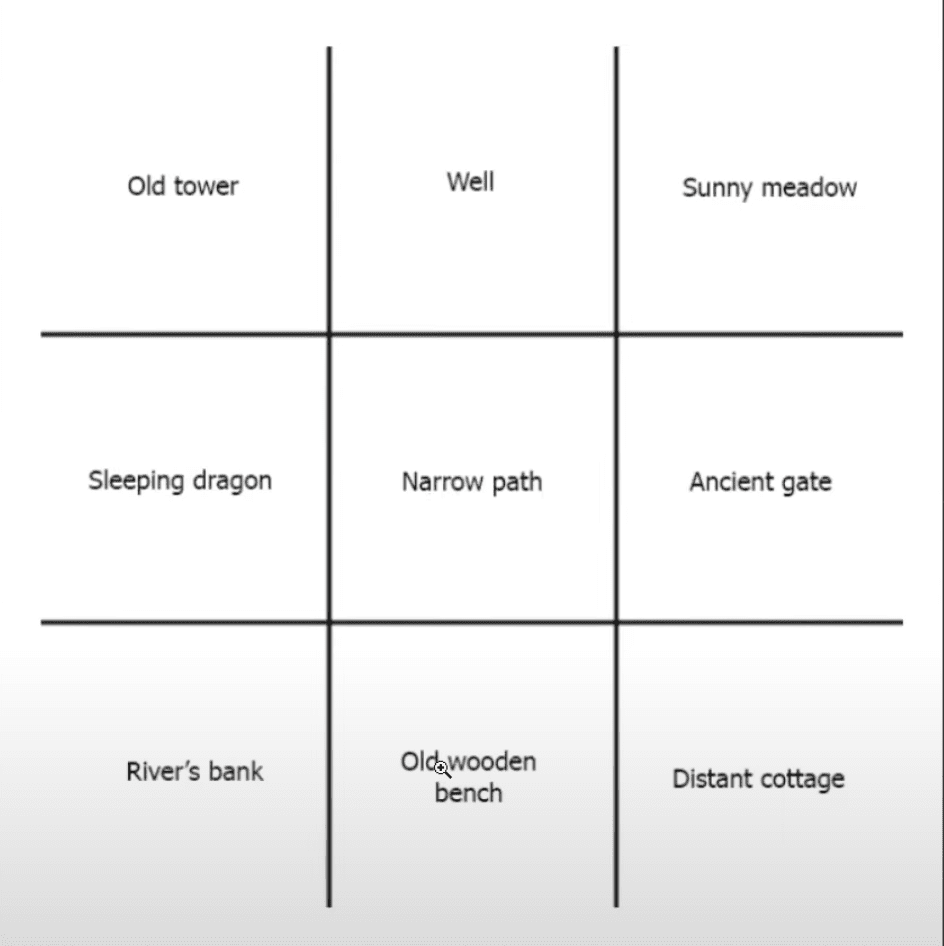 Old tower
Well
Sunny meadow
Sleeping dragon
Narrow path
Ancient gate
River’s bank
Old wooden
bench
Distant cottage